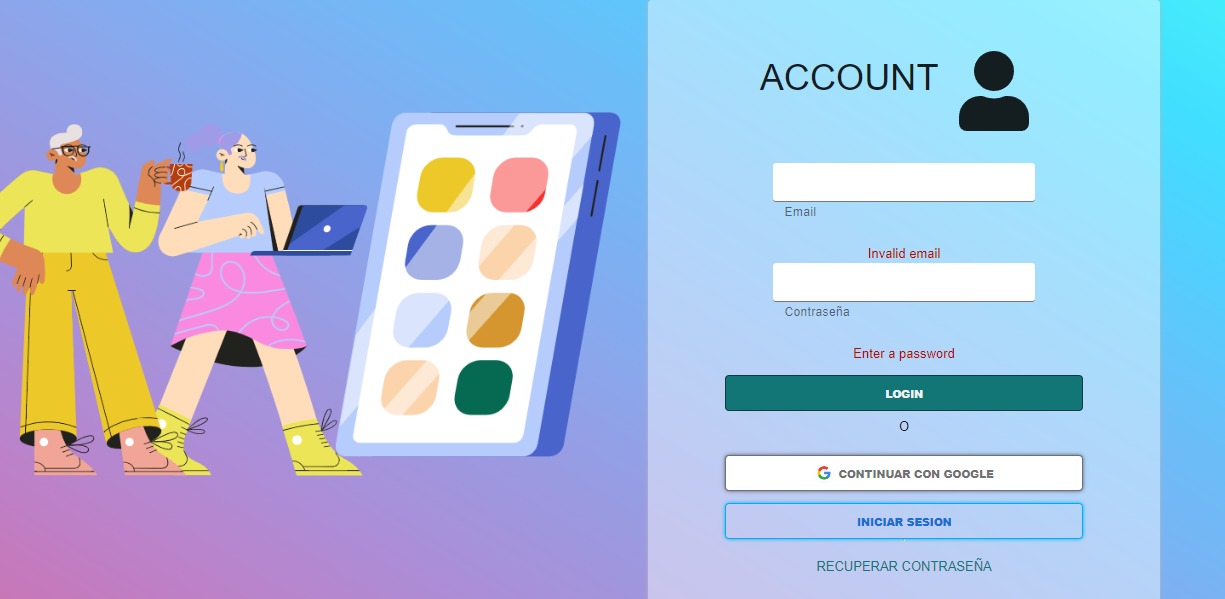 ACCOUNT
Email
Invalid email
Contraseña
Enter a password
LOGIN
O
CONTINUAR CON GOOGLE
INICIAR SESION
RECUPERAR CONTRASEÑA